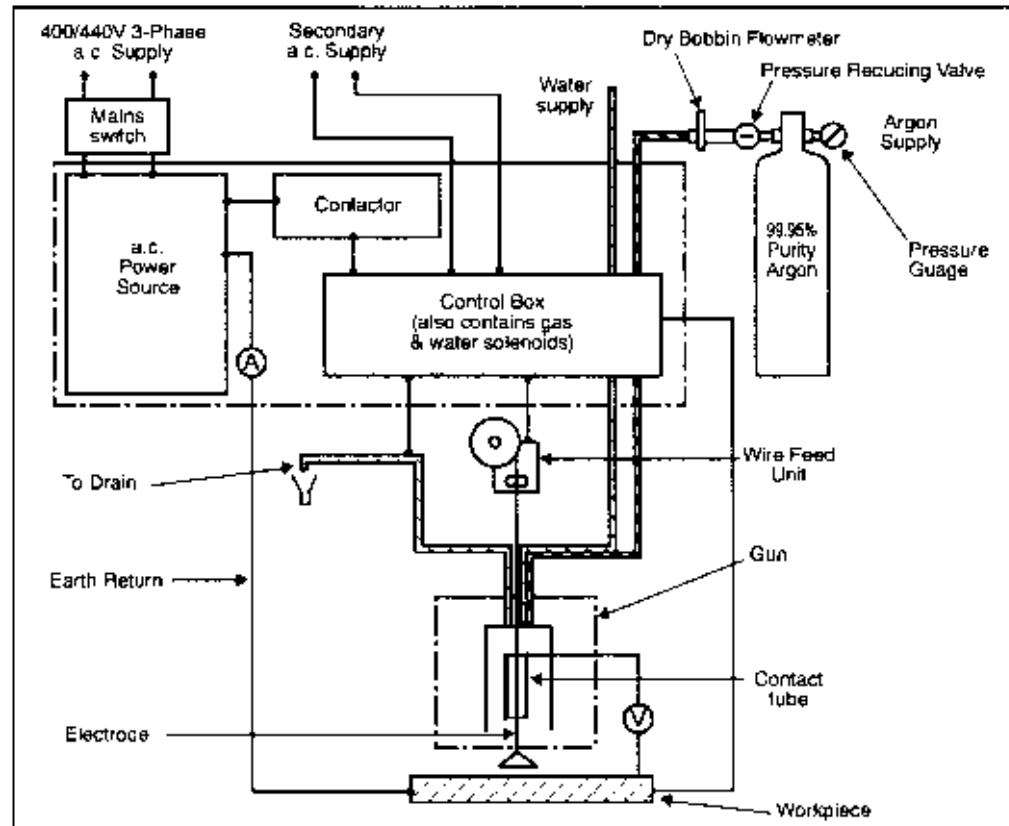 400/440V 3-Phase
a.c. Supply
Secondary
a.c. Supply
Dry Bobbin Flowmeter
Pressure Recucing Valve
Water
supply
Mains
switch
Argon
Supply
Contactor
a.c.
Power
Source
99.95%
Purity
Argon
Pressure
Guage
Control Box
(also contains gas
& water solenoids)
A
Wire Feed
Unit
To Drain
Gun
Earth Return
Contact
tube
V
Electrode
Workpiece